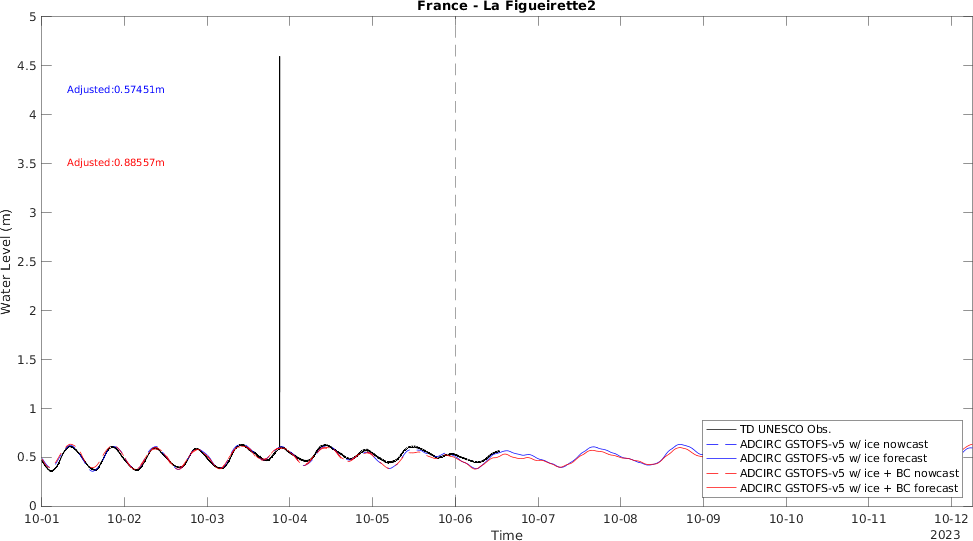 France - La Figueirette2
5
4.5
4
3.5
3
2.5
2
1.5
1
0.5
0
Water Level (m)
Adjusted:0.57451m
Adjusted:0.88557m
TD UNESCO Obs.
ADCIRC GSTOFS-v5 w/ ice nowcast
ADCIRC GSTOFS-v5 w/ ice forecast
ADCIRC GSTOFS-v5 w/ ice + BC nowcast
ADCIRC GSTOFS-v5 w/ ice + BC forecast
10-01 10-02 10-03 10-04 10-05 10-06 10-07 10-08 10-09 10-10 10-11 10-12
Time
2023